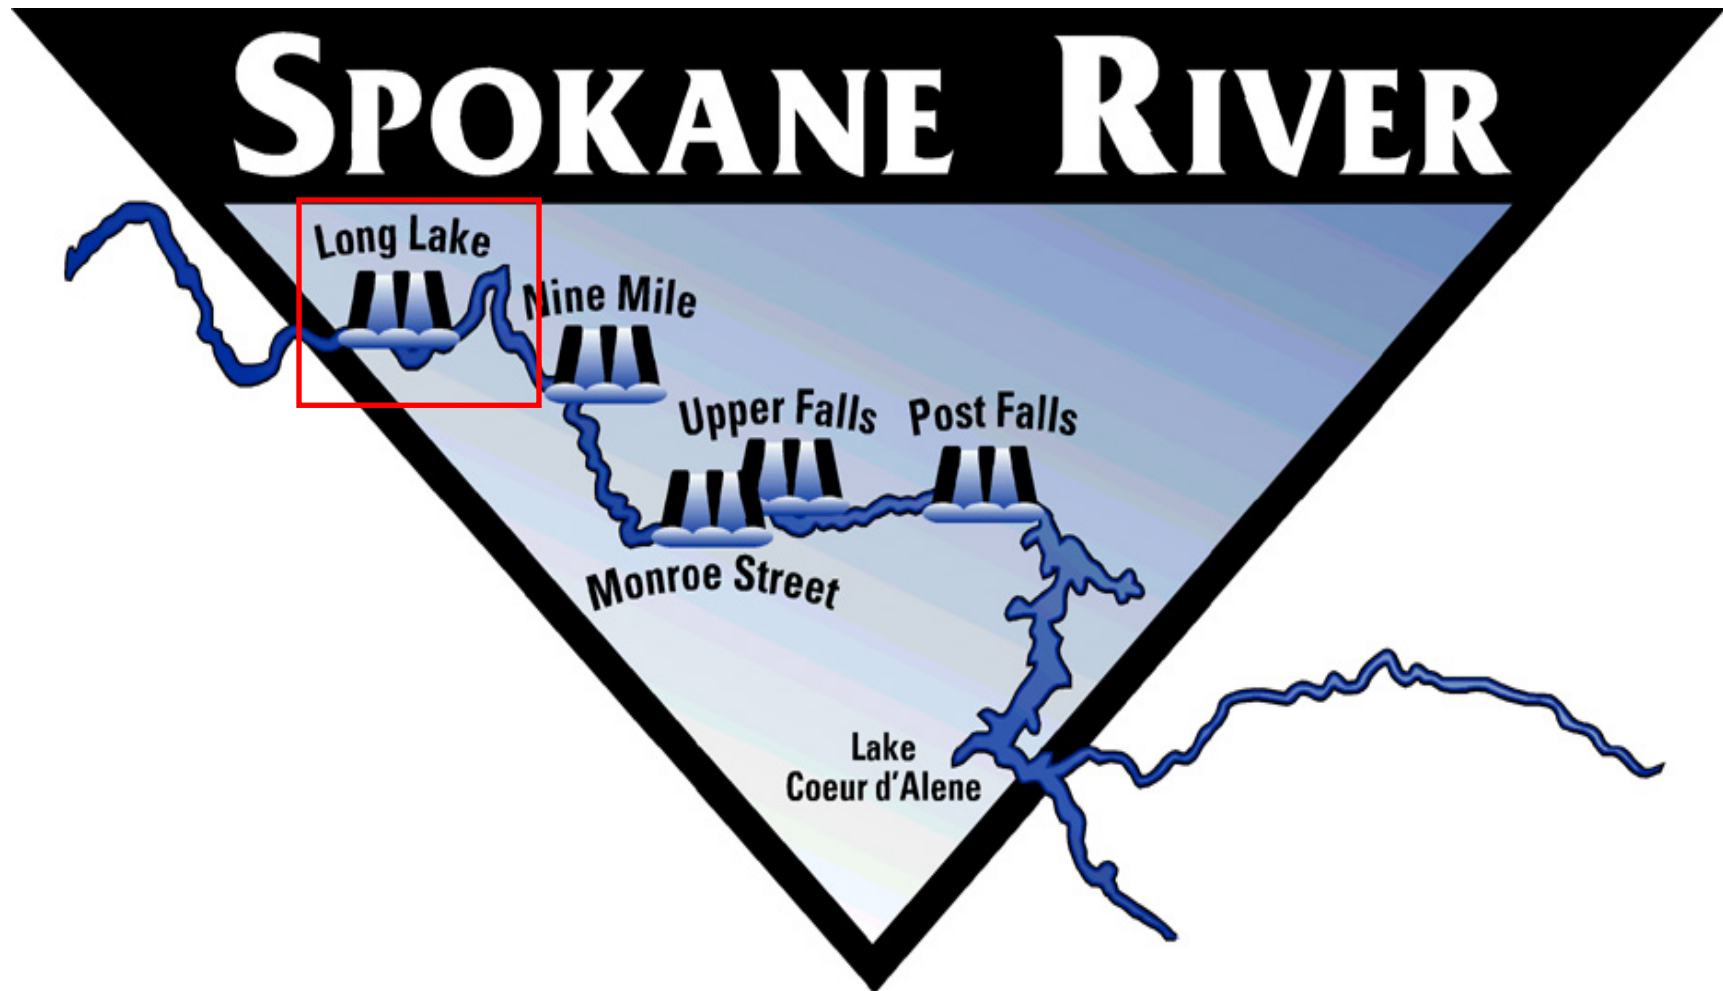 SPOKANE RIVER
Long Lake
Nine Mile
Upper Falls
Post Falls
Monroe Street
Lake
Coeur d'Alene